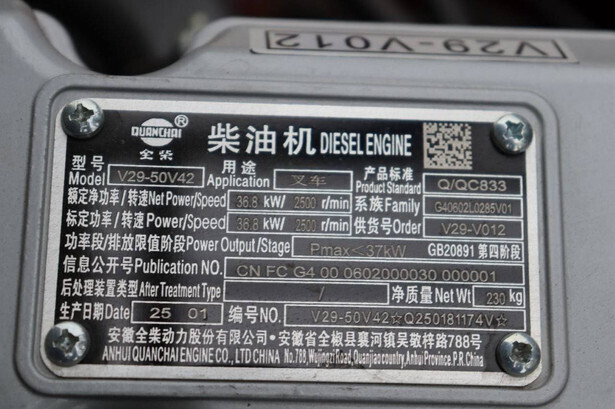 V29-V012
QUANCHAI ®
全柴
柴油机 DIESEL ENGINE
型号 Model V29-50V42 用途 Application 叉车 产品标准 Product Standard Q/QC833
额定净功率/转速 Net Power/Speed 36.8 kW/ 2500 r/min 系族 Family G40602L0285V01
标定功率/转速 Power/Speed 36.8 kW/ 2500 r/min 供货号 Order V29-V012
功率段/排放限值阶段 Power Output/Stage Pmax<37kW GB20891 第四阶段
信息公开号 Publication NO. CN FC G4 00 0602000030 000001
后处理装置类型 After Treatment Type / 净质量 Net Wt 230 kg
生产日期 Date 25 01 编号 NO. V29-50V42☆Q250181174V☆
安徽全柴动力股份有限公司·安徽省全椒县襄河镇吴敬梓路788号
ANHUI QUANCHAI ENGINE CO., LTD CHINA No.788, Wujingzi Road, Quanjiao country, Anhui Province. P.R. China